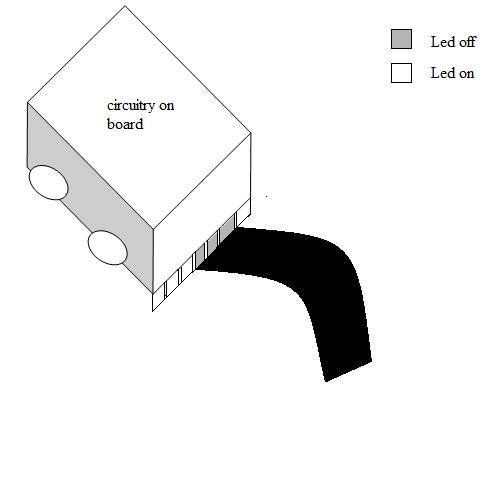 circuitry on
board
Led off
Led on